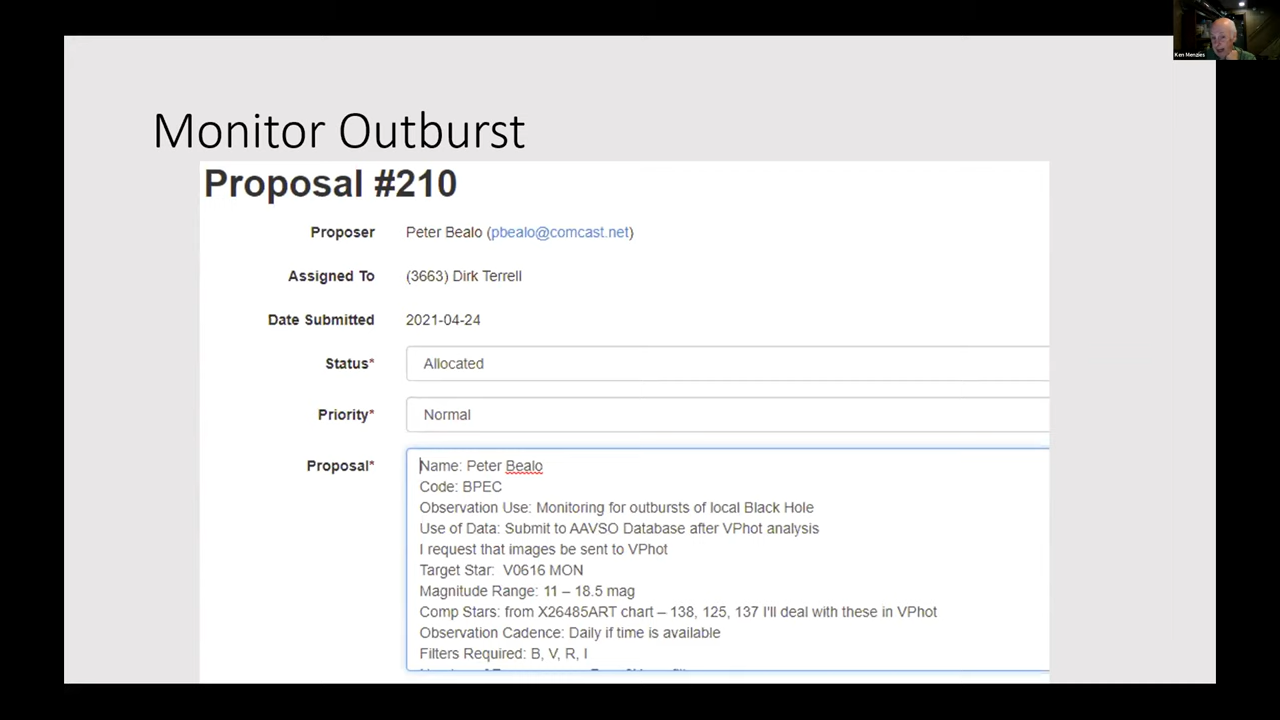 Ken Menzies
Monitor Outburst
Proposal #210
Proposer Peter Bealo (pbealo@comcast.net)
Assigned To (3663) Dirk Terrell
Date Submitted 2021-04-24
Status* Allocated
Priority* Normal
Proposal* Name: Peter Bealo
Code: BPEC
Observation Use: Monitoring for outbursts of local Black Hole
Use of Data: Submit to AAVSO Database after VPhot analysis
I request that images be sent to VPhot
Target Star: V0616 MON
Magnitude Range: 11 – 18.5 mag
Comp Stars: from X26485ART chart – 138, 125, 137 I'll deal with these in VPhot
Observation Cadence: Daily if time is available
Filters Required: B, V, R, I